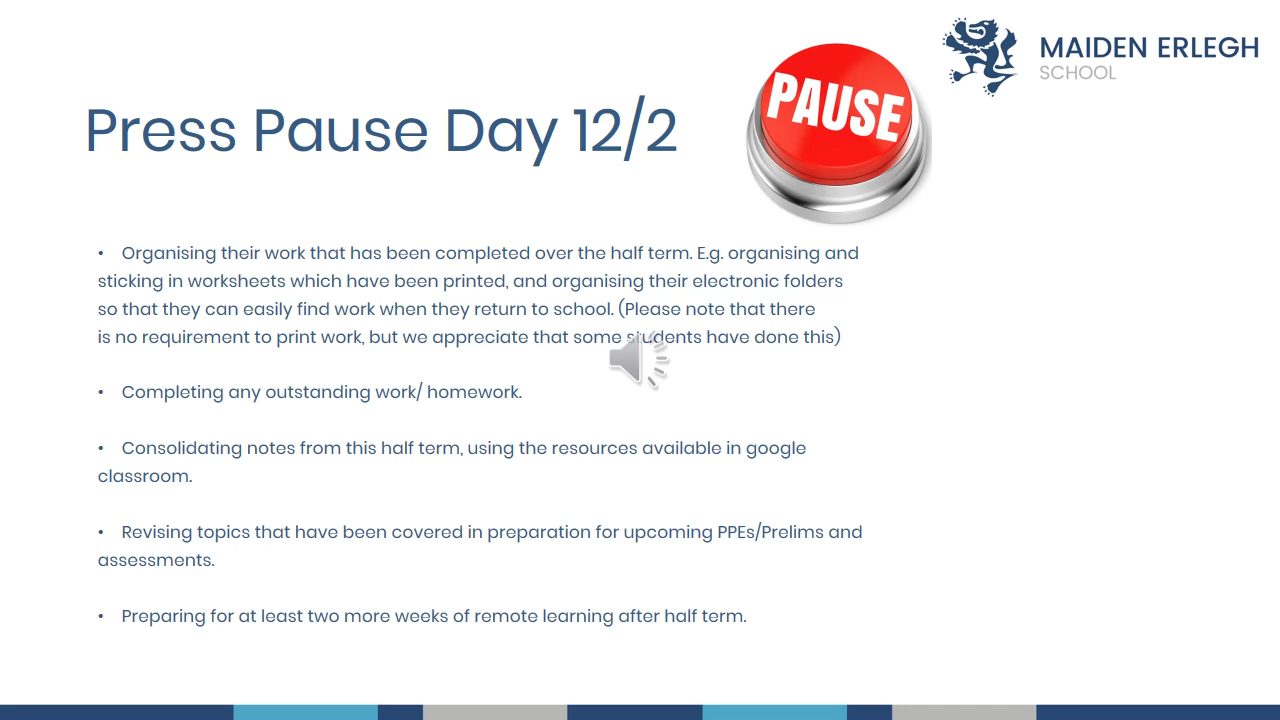 MAIDEN ERLEGH
SCHOOL
PAUSE
Press Pause Day 12/2
• Organising their work that has been completed over the half term. E.g. organising and
sticking in worksheets which have been printed, and organising their electronic folders
so that they can easily find work when they return to school. (Please note that there
is no requirement to print work, but we appreciate that some students have done this)
• Completing any outstanding work/ homework.
• Consolidating notes from this half term, using the resources available in google
classroom.
• Revising topics that have been covered in preparation for upcoming PPEs/Prelims and
assessments.
• Preparing for at least two more weeks of remote learning after half term.